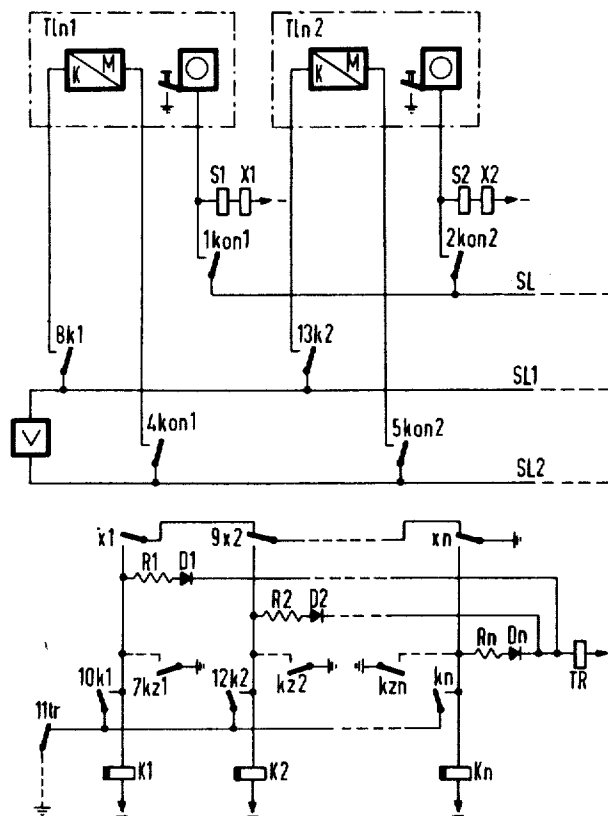 Tln1 Tln2
K M K M
S1 X1 S2 X2
1kon1 2kon2
SL
8k1 13k2
SL1
V
4kon1 5kon2
SL2
x1 9x2 xn
R1 D1
R2 D2
Rn Dn
TR
10k1 7kz1 12k2 kz2 kzn kn
11tr
K1 K2 Kn